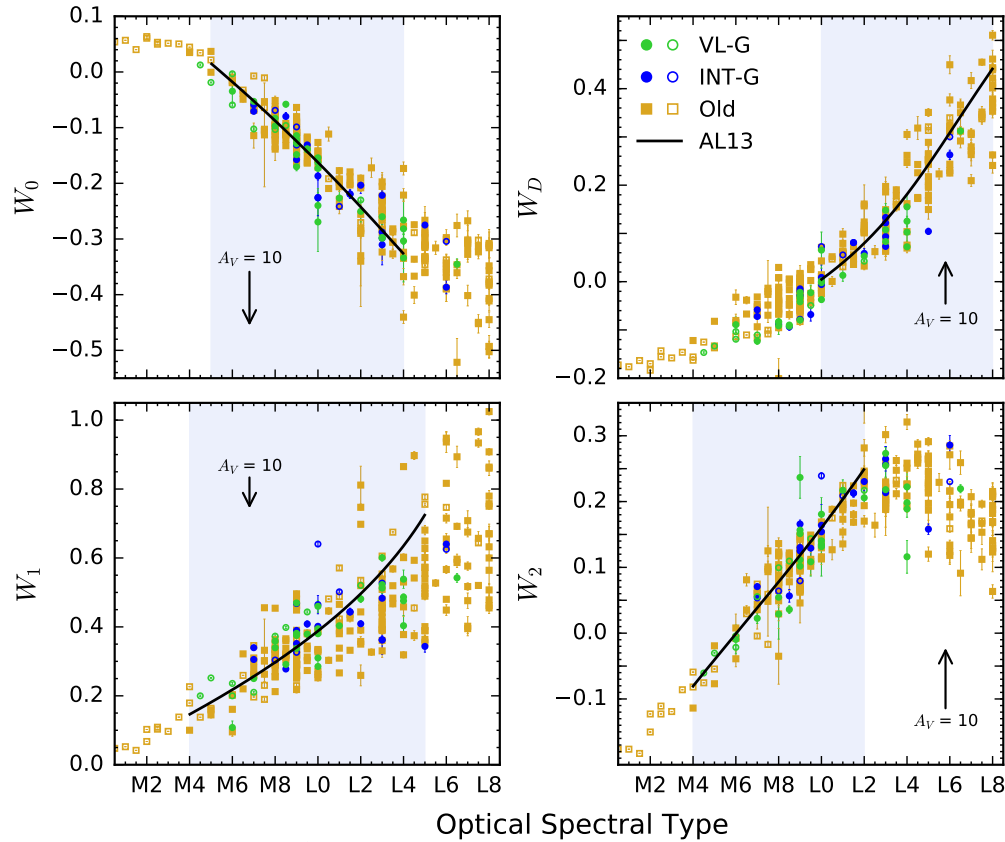 0.1
0.0
−0.1
−0.2
−0.3
−0.4
−0.5
W0
AV = 10
0.4
0.2
0.0
−0.2
WD
VL-G
INT-G
Old
AL13
AV = 10
1.0
0.8
0.6
0.4
0.2
0.0
W1
AV = 10
M2 M4 M6 M8 L0 L2 L4 L6 L8
0.3
0.2
0.1
0.0
−0.1
W2
AV = 10
M2 M4 M6 M8 L0 L2 L4 L6 L8
Optical Spectral Type